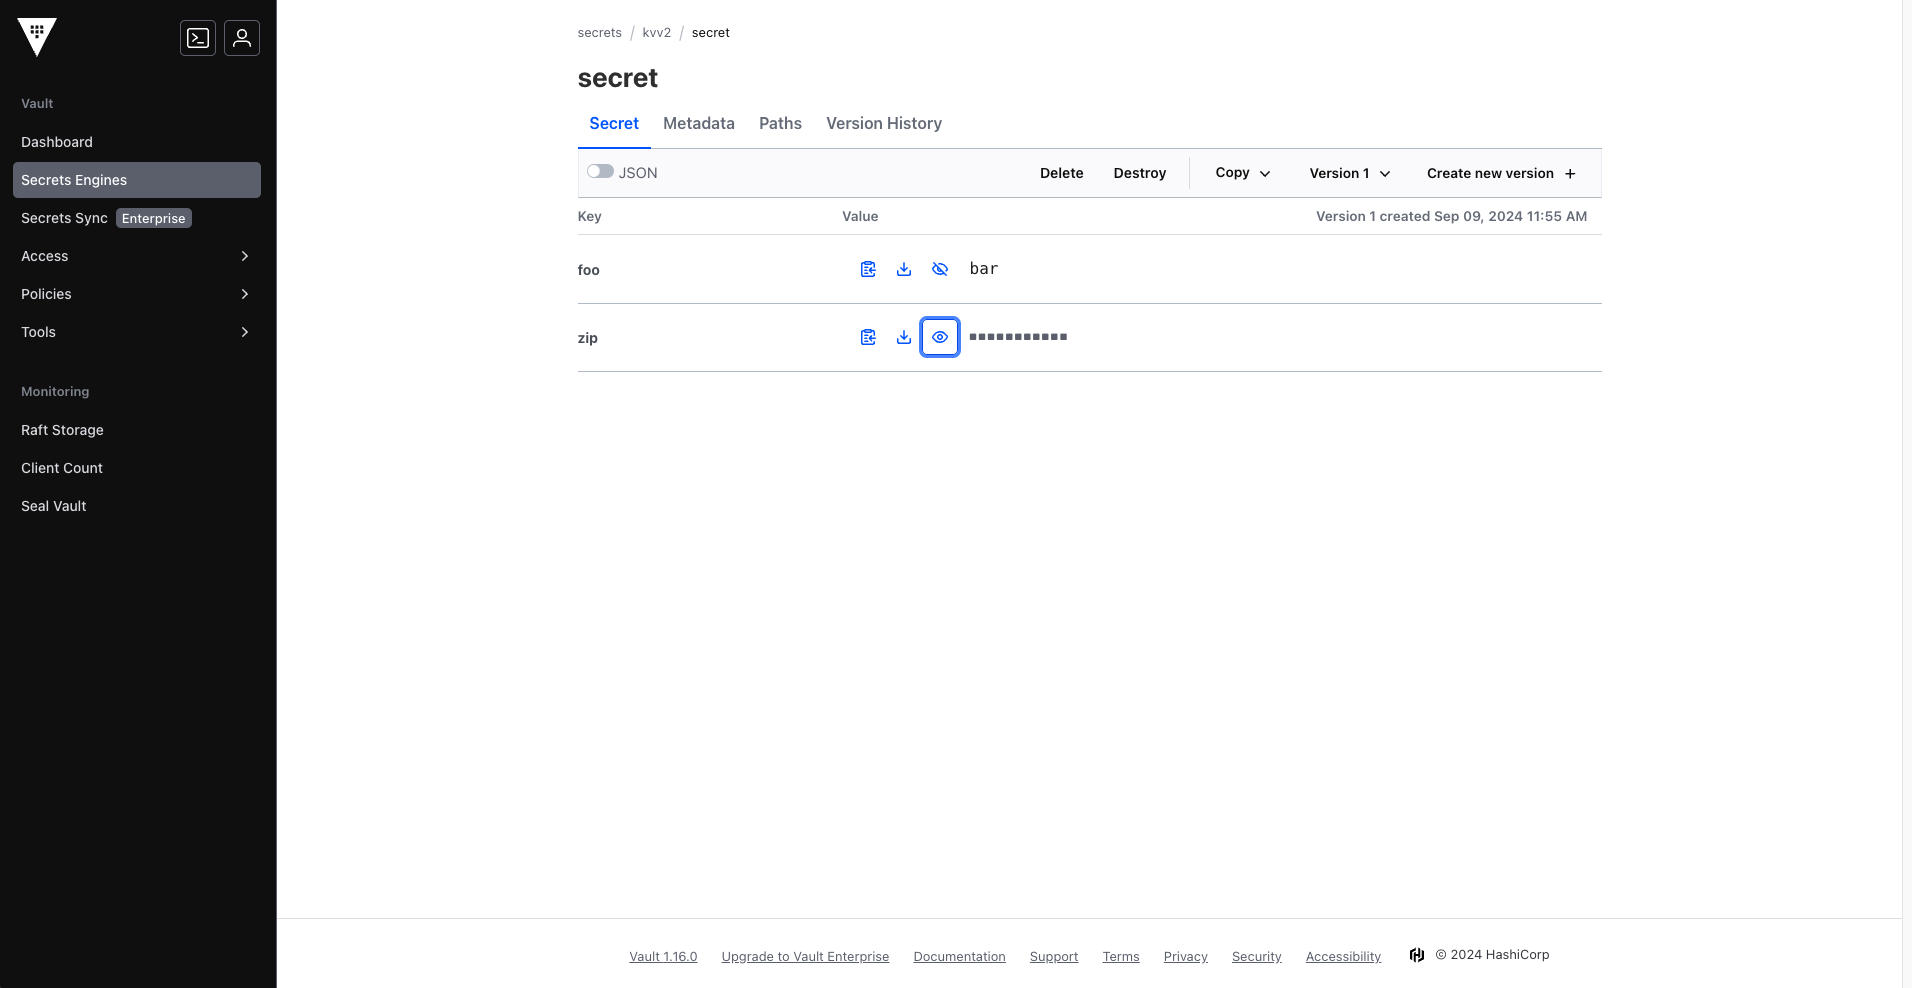 secrets / kvv2 / secret
secret
Vault
Dashboard
Secrets Engines
Secrets Sync Enterprise
Access
Policies
Tools
Monitoring
Raft Storage
Client Count
Seal Vault
Secret Metadata Paths Version History
JSON Delete Destroy Copy Version 1 Create new version +
Key Value Version 1 created Sep 09, 2024 11:55 AM
foo bar
zip
Vault 1.16.0 Upgrade to Vault Enterprise Documentation Support Terms Privacy Security Accessibility © 2024 HashiCorp